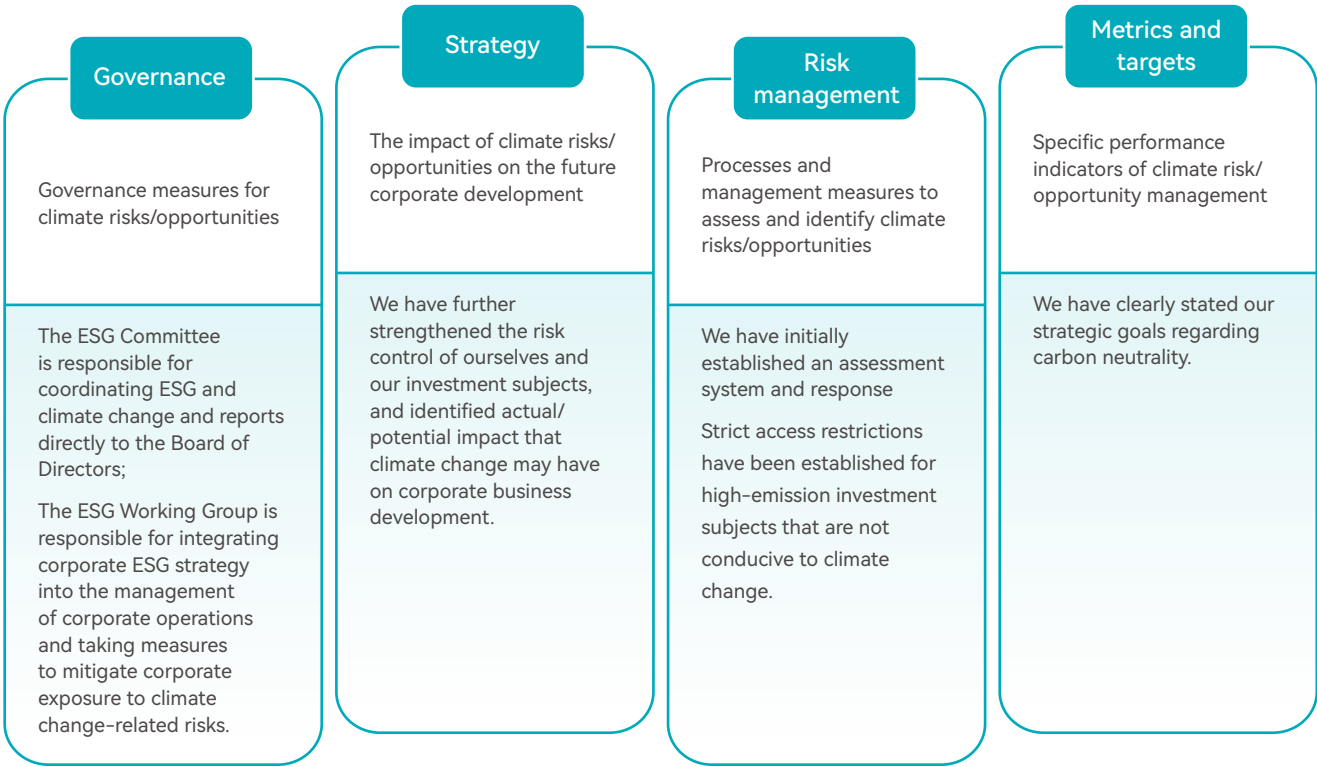 Governance
Governance measures for
climate risks/opportunities
The ESG Committee
is responsible for
coordinating ESG and
climate change and reports
directly to the Board of
Directors;
The ESG Working Group is
responsible for integrating
corporate ESG strategy
into the management
of corporate operations
and taking measures
to mitigate corporate
exposure to climate
change-related risks.
Strategy
The impact of climate risks/
opportunities on the future
corporate development
We have further
strengthened the risk
control of ourselves and
our investment subjects,
and identified actual/
potential impact that
climate change may have
on corporate business
development.
Risk
management
Processes and
management measures to
assess and identify climate
risks/opportunities
We have initially
established an assessment
system and response
Strict access restrictions
have been established for
high-emission investment
subjects that are not
conducive to climate
change.
Metrics and
targets
Specific performance
indicators of climate risk/
opportunity management
We have clearly stated our
strategic goals regarding
carbon neutrality.